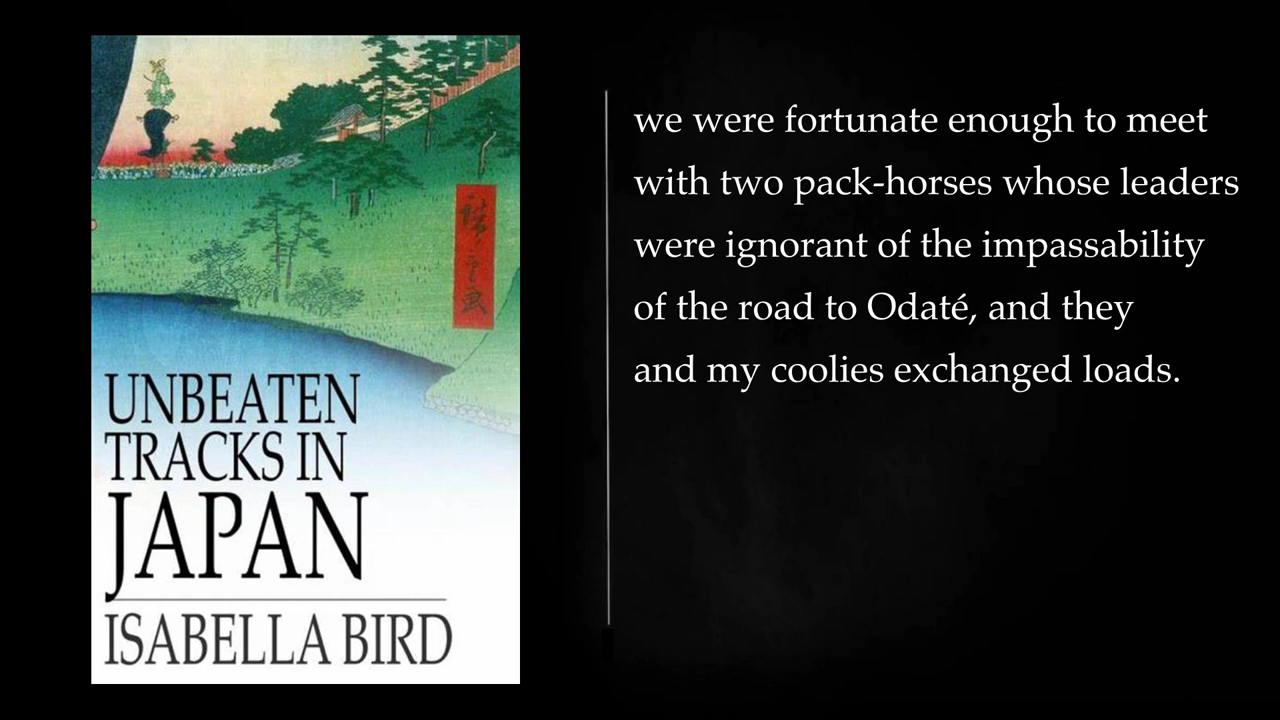 UNBEATEN
TRACKS IN
JAPAN
ISABELLA BIRD
we were fortunate enough to meet
with two pack-horses whose leaders
were ignorant of the impassability
of the road to Odaté, and they
and my coolies exchanged loads.